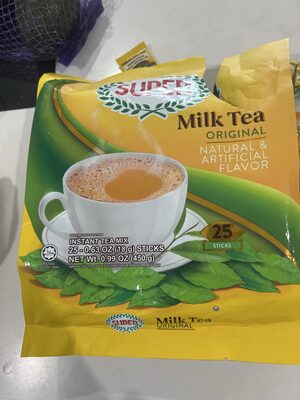 SUPER
Milk Tea
ORIGINAL
NATURAL &
ARTIFICIAL
FLAVOR
25
STICKS
INSTANT TEA MIX
25 - 0.63 OZ (18 g) STICKS
NET Wt. 0.99 OZ (450 g)
SUPER
Milk Tea
ORIGINAL